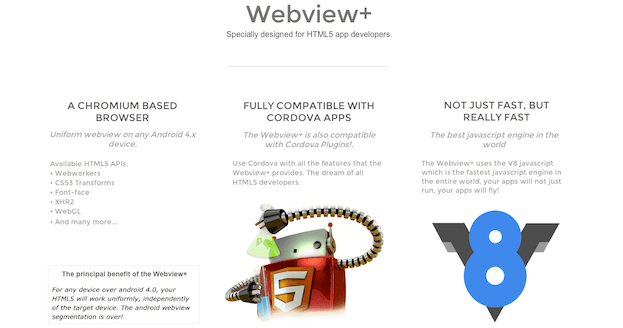 Webview+
Specially designed for HTML5 app developers.
A CHROMIUM BASED
BROWSER
Uniform webview on any Android 4.x
device.
Available HTML5 APIs:
• Webworkers
• CSS3 Transforms
• Font-face
• XHR2
• WebGL
• And many more...
The principal benefit of the Webview+
For any device over android 4.0, your
HTML5 will work uniformly, independently
of the target device. The android webview
segmentation is over!
FULLY COMPATIBLE WITH
CORDOVA APPS
The Webview+ is also compatible
with Cordova Plugins!.
Use Cordova with all the features that the
Webview+ provides. The dream of all
HTML5 developers.
5
NOT JUST FAST, BUT
REALLY FAST
The best javascript engine in the
world
The Webview+ uses the V8 javascript
which is the fastest javascript engine in
the entire world, your apps will not just
run, your apps will fly!
V8